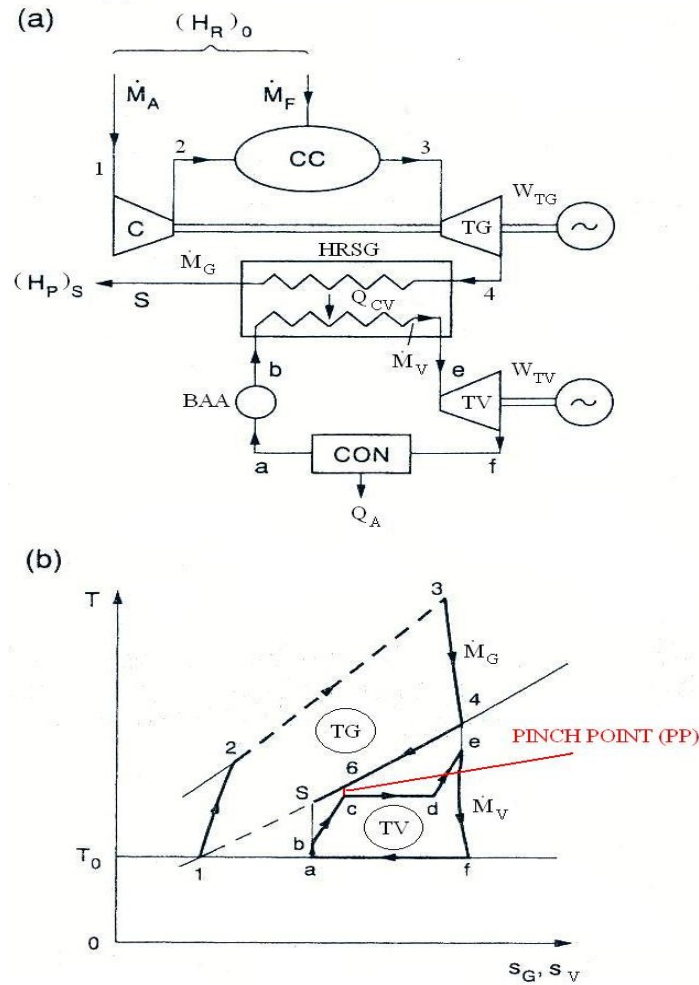 (a)
(H_R)_0
Ṁ_A
Ṁ_F
1
2
CC
3
C
TG
W_TG
~
HRSG
(H_P)_S
Ṁ_G
S
4
Q_CV
Ṁ_V
b
e
W_TV
BAA
TV
~
a
CON
f
Q_A
(b)
T
3
Ṁ_G
4
TG
PINCH POINT (PP)
2
e
6
S
c
d
Ṁ_V
TV
b
T_0
1
a
f
0
s_G, s_V